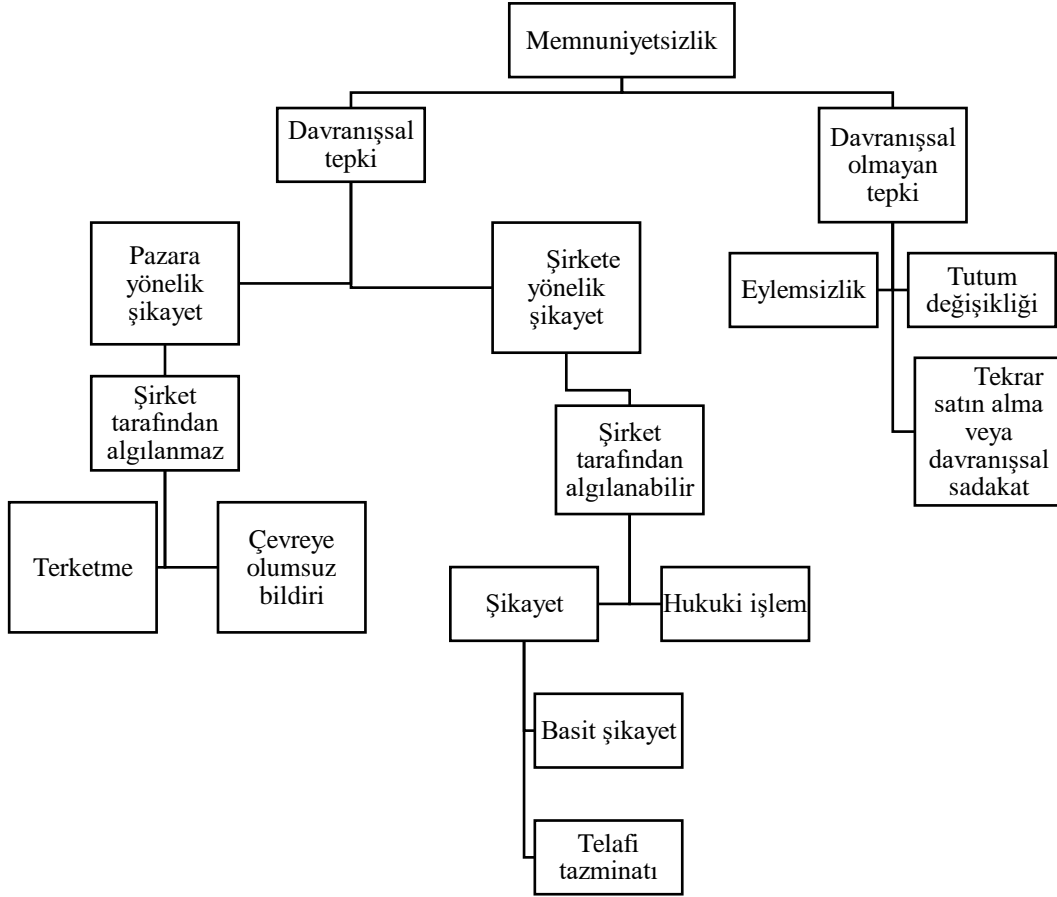 Memnuniyetsizlik
Davranışsal
tepki
Davranışsal
olmayan
tepki
Pazara
yönelik
şikayet
Şirkete
yönelik
şikayet
Eylemsizlik
Tutum
değişikliği
Şirket
tarafından
algılanmaz
Şirket
tarafından
algılanabilir
Tekrar
satın alma
veya
davranışsal
sadakat
Terketme
Çevreye
olumsuz
bildiri
Şikayet
Hukuki işlem
Basit şikayet
Telafi
tazminatı